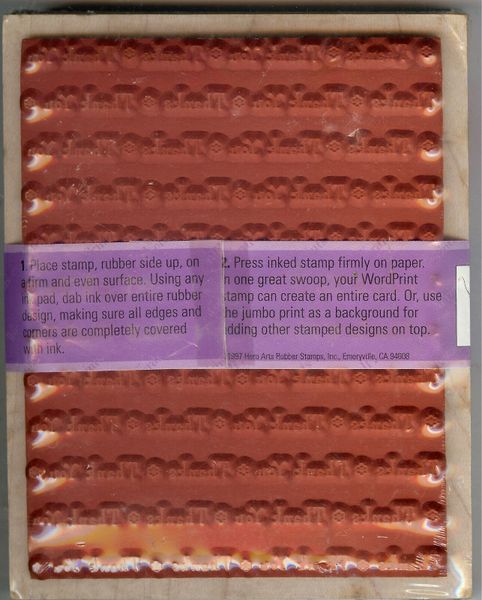 1. Place stamp, rubber side up, on
a firm and even surface. Using any
ink pad, dab ink over entire rubber
design, making sure all edges and
corners are completely covered
with ink.
2. Press inked stamp firmly on paper.
In one great swoop, your WordPrint
stamp can create an entire card. Or, use
the jumbo print as a background for
adding other stamped designs on top.
©1997 Hero Arts Rubber Stamps, Inc., Emeryville, CA 94608